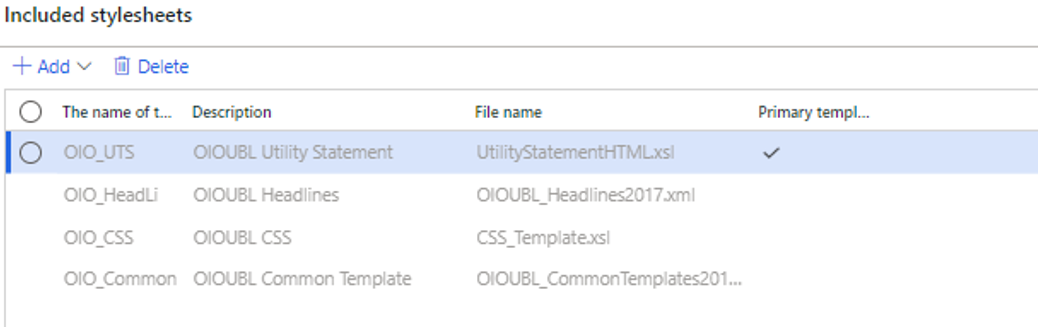 Included stylesheets
Add Delete
The name of t... Description File name Primary templ...
OIO_UTS OIOUBL Utility Statement UtilityStatementHTML.xsl
OIO_HeadLi OIOUBL Headlines OIOUBL_Headlines2017.xml
OIO_CSS OIOUBL CSS CSS_Template.xsl
OIO_Common OIOUBL Common Template OIOUBL_CommonTemplates201...